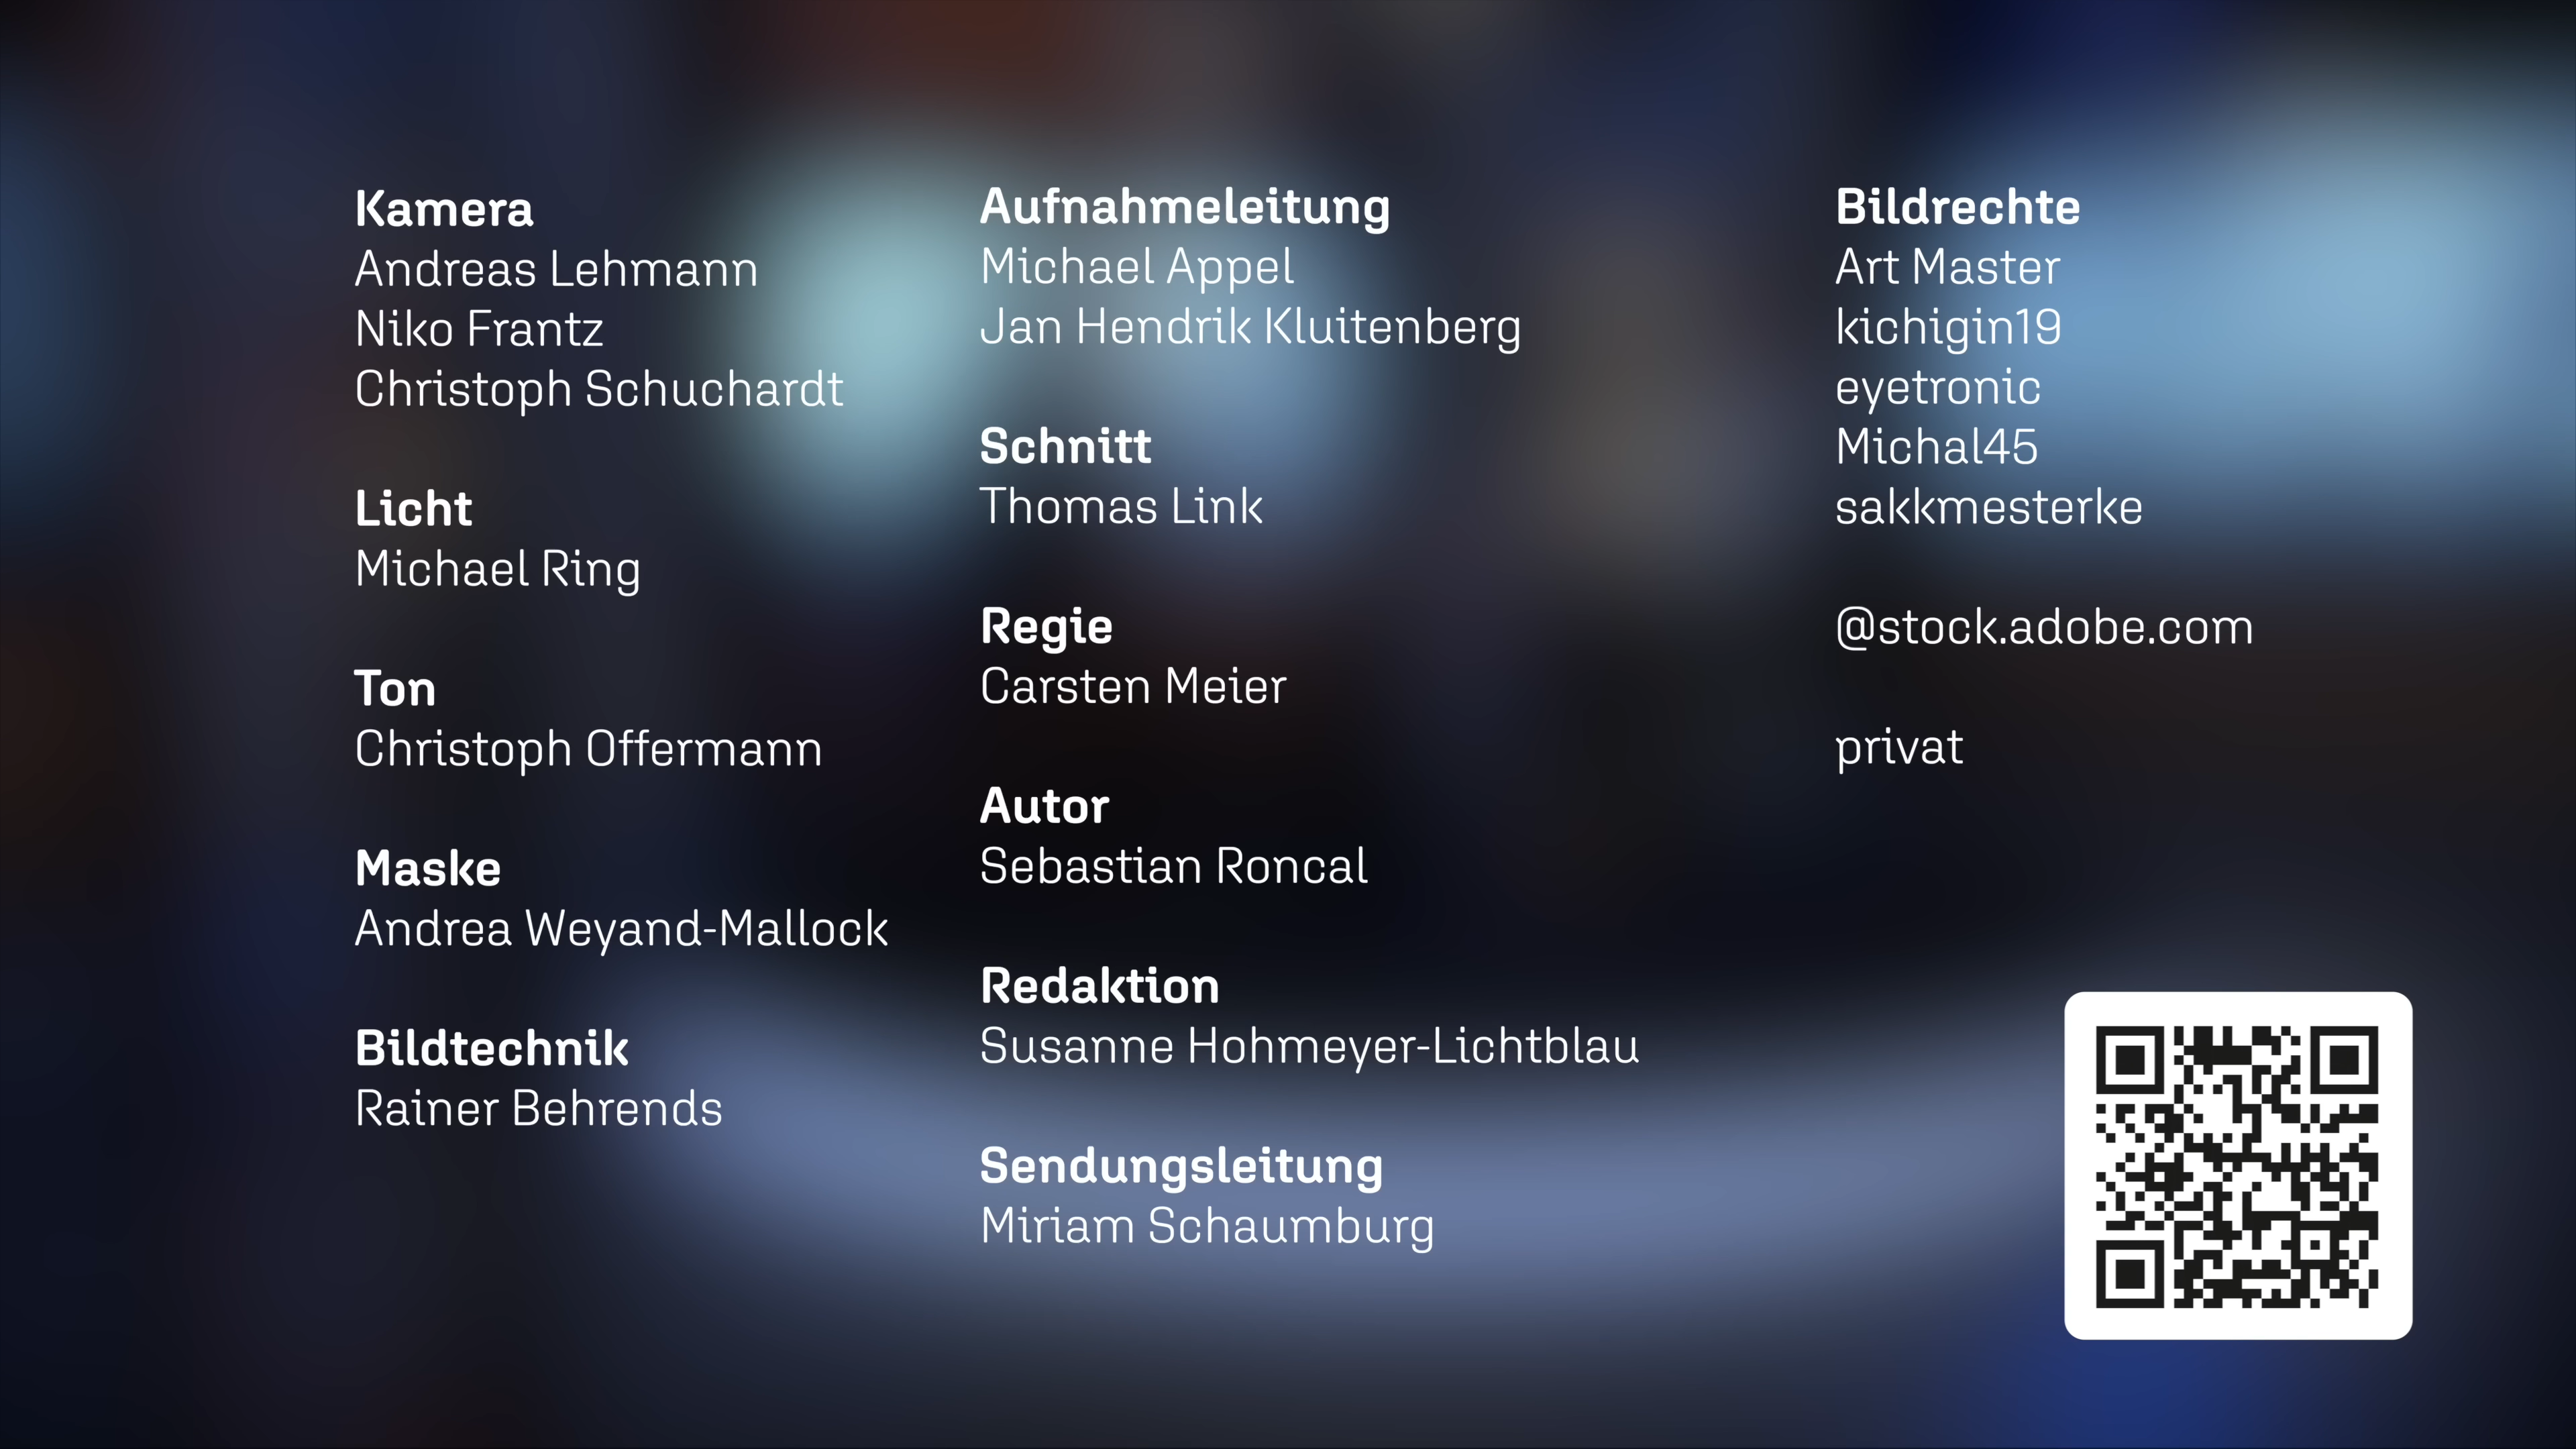 Kamera
Andreas Lehmann
Niko Frantz
Christoph Schuchardt
Licht
Michael Ring
Ton
Christoph Offermann
Maske
Andrea Weyand-Mallock
Bildtechnik
Rainer Behrends
Aufnahmeleitung
Michael Appel
Jan Hendrik Kluitenberg
Schnitt
Thomas Link
Regie
Carsten Meier
Autor
Sebastian Roncal
Redaktion
Susanne Hohmeyer-Lichtblau
Sendungsleitung
Miriam Schaumburg
Bildrechte
Art Master
kichigin19
eyetronic
Michal45
sakkmesterke
@stock.adobe.com
privat